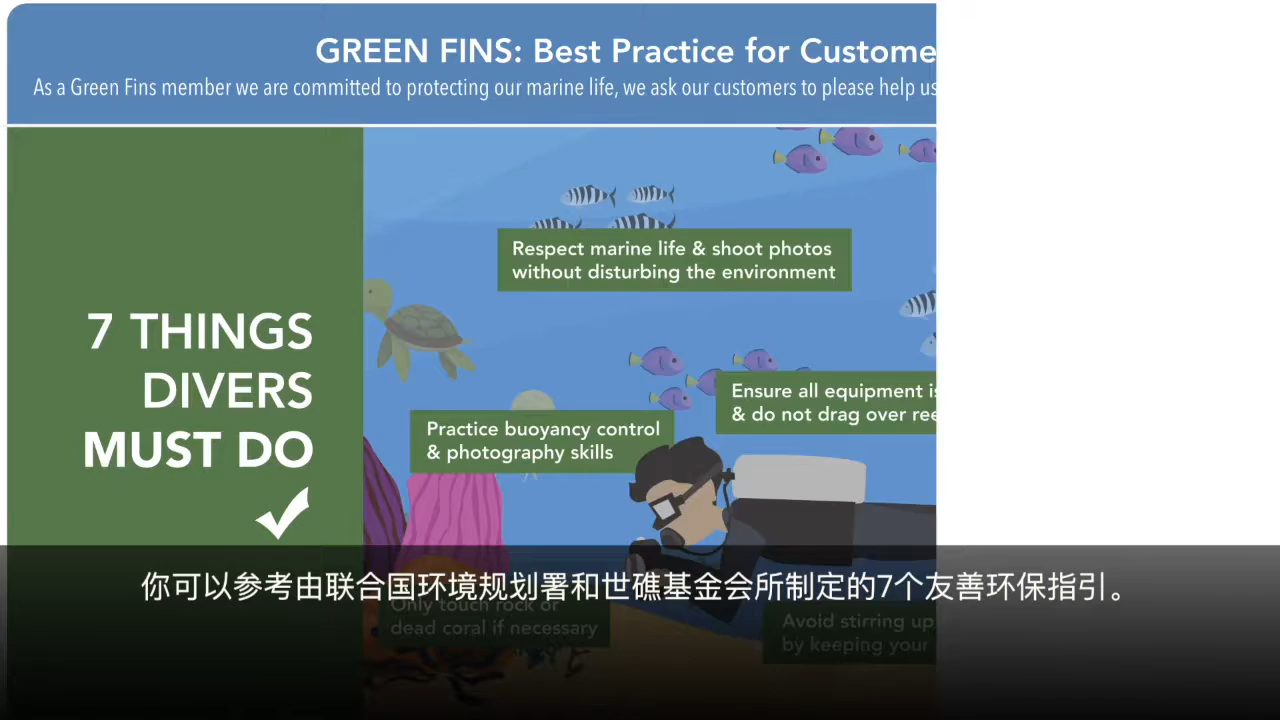 GREEN FINS: Best Practice for Custome
As a Green Fins member we are committed to protecting our marine life, we ask our customers to please help us
Respect marine life & shoot photos
without disturbing the environment
7 THINGS
DIVERS
MUST DO
Ensure all equipment is
& do not drag over ree
Practice buoyancy control
& photography skills
Only touch rock or
dead coral if necessary
Avoid stirring up
by keeping your
你可以参考由联合国环境规划署和世礁基金会所制定的7个友善环保指引。